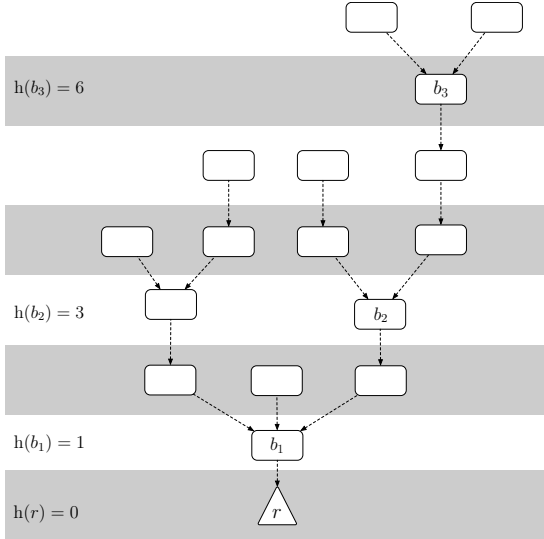 h(b₃) = 6
b₃
h(b₂) = 3
b₂
h(b₁) = 1
b₁
h(r) = 0
r